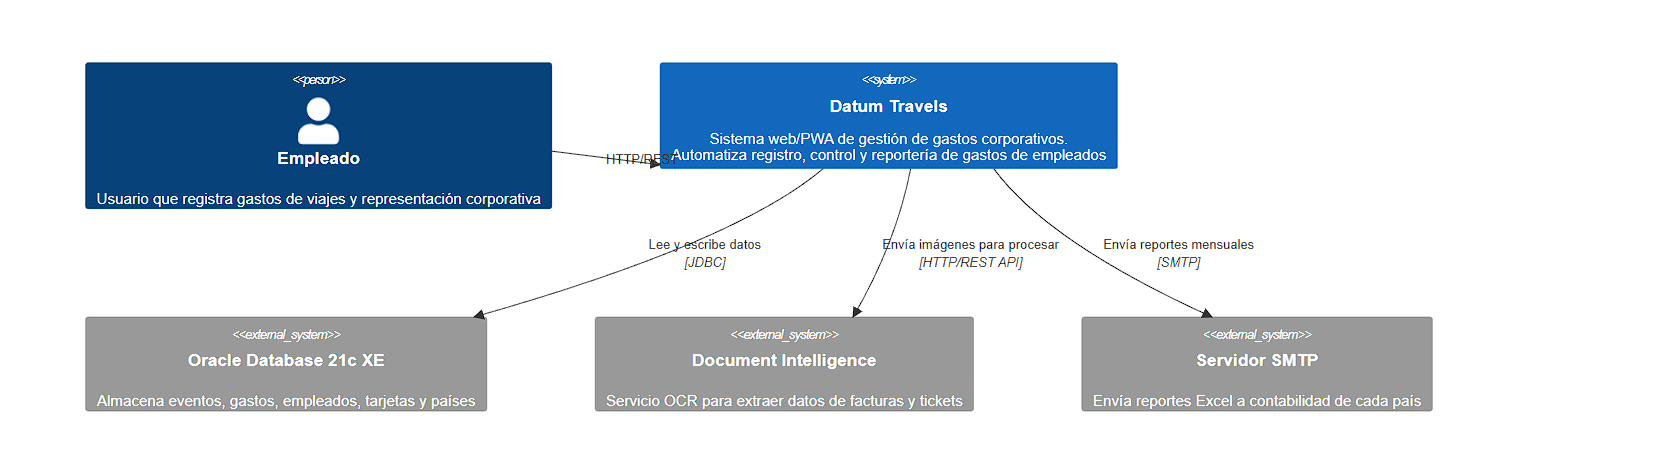 <<person>>
Empleado
Usuario que registra gastos de viajes y representación corporativa
HTTP/REST
<<system>>
Datum Travels
Sistema web/PWA de gestión de gastos corporativos.
Automatiza registro, control y reportería de gastos de empleados
Lee y escribe datos
[JDBC]
Envía imágenes para procesar
[HTTP/REST API]
Envía reportes mensuales
[SMTP]
<<external_system>>
Oracle Database 21c XE
Almacena eventos, gastos, empleados, tarjetas y países
<<external_system>>
Document Intelligence
Servicio OCR para extraer datos de facturas y tickets
<<external_system>>
Servidor SMTP
Envía reportes Excel a contabilidad de cada país